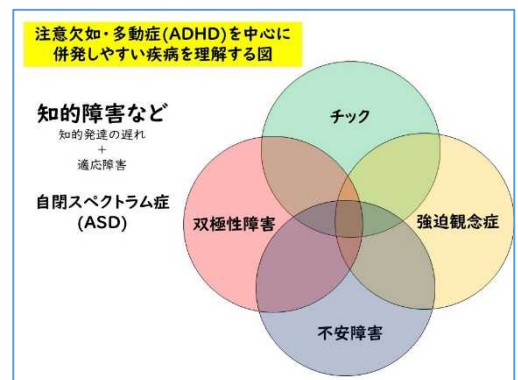 注意欠如・多動症(ADHD)を中心に
併発しやすい疾病を理解する図
知的障害など
知的発達の遅れ
+
適応障害
自閉スペクトラム症
(ASD)
チック
双極性障害
強迫観念症
不安障害